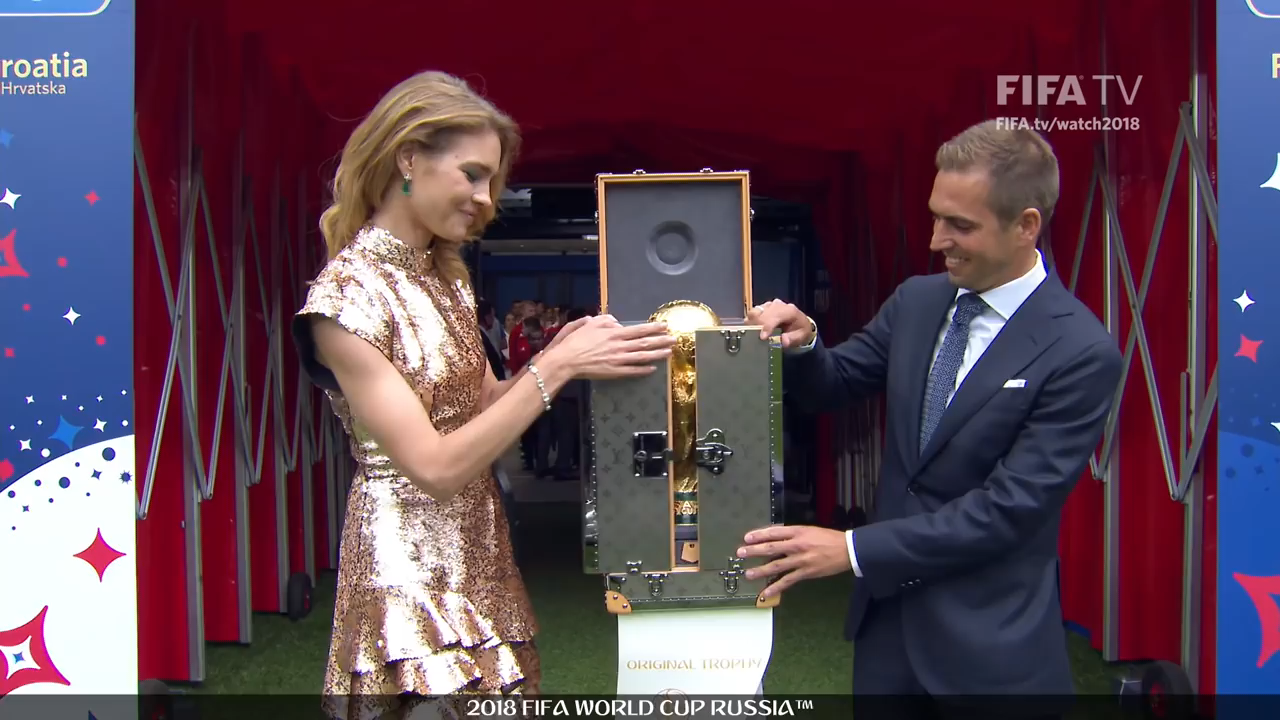 roatia
Hrvatska
FIFA TV
FIFA.tv/watch2018
F
ORIGINAL TROPHY
2018 FIFA WORLD CUP RUSSIA™